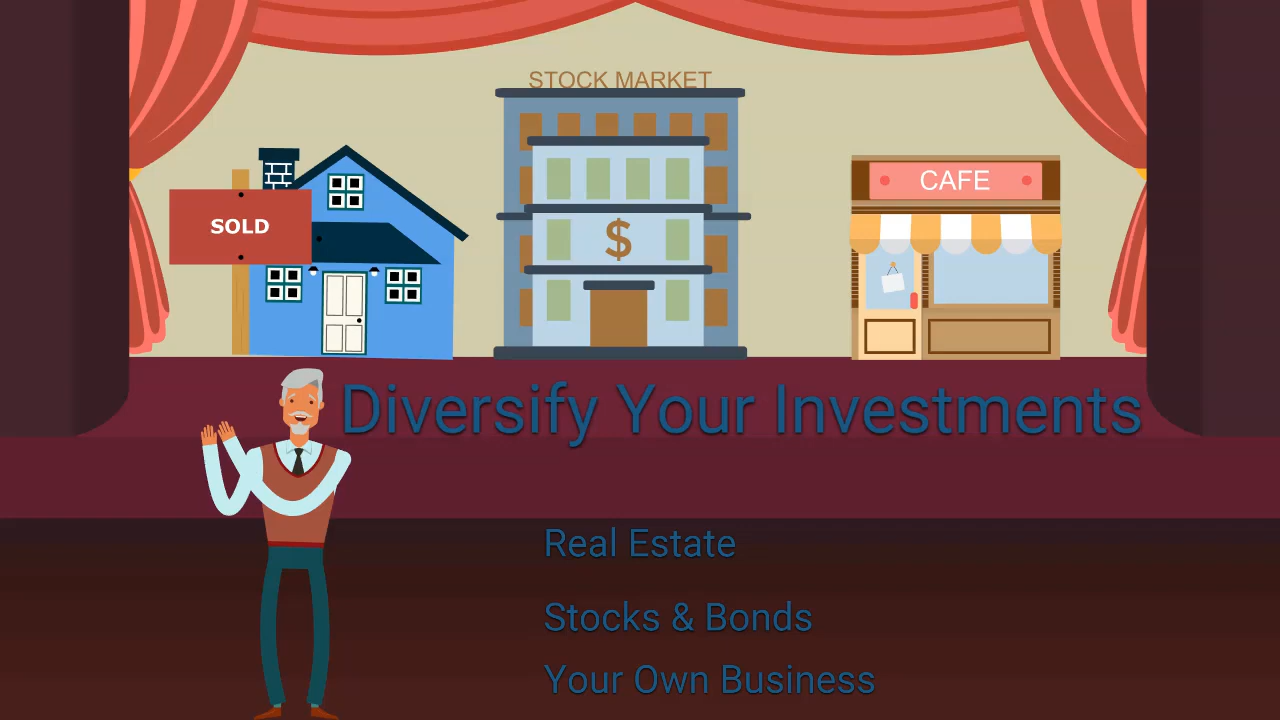 STOCK MARKET
CAFE
SOLD
$
Diversify Your Investments
Real Estate
Stocks & Bonds
Your Own Business